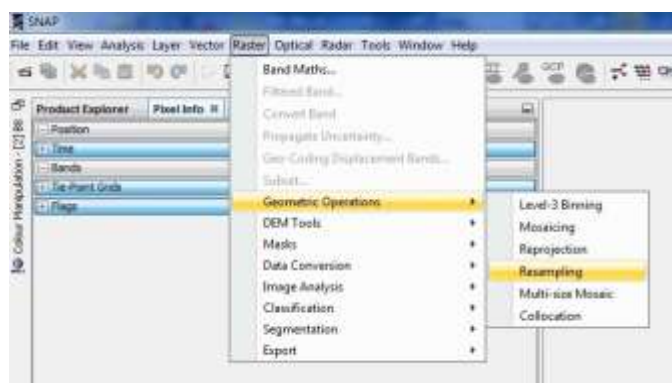 SNAP
File Edit View Analysis Layer Vector Raster Optical Radar Tools Window Help
GCP
Product Explorer Pixel Info
Position
Time
Bands
Tie-Point Grids
Flags
Colour Manipulation - [2] B8
Band Maths...
Filtered Band...
Convert Band
Propagate Uncertainty...
Geo-Coding Displacement Bands...
Subset...
Geometric Operations
DEM Tools
Masks
Data Conversion
Image Analysis
Classification
Segmentation
Export
Level-3 Binning
Mosaicing
Reprojection
Resampling
Multi-size Mosaic
Collocation